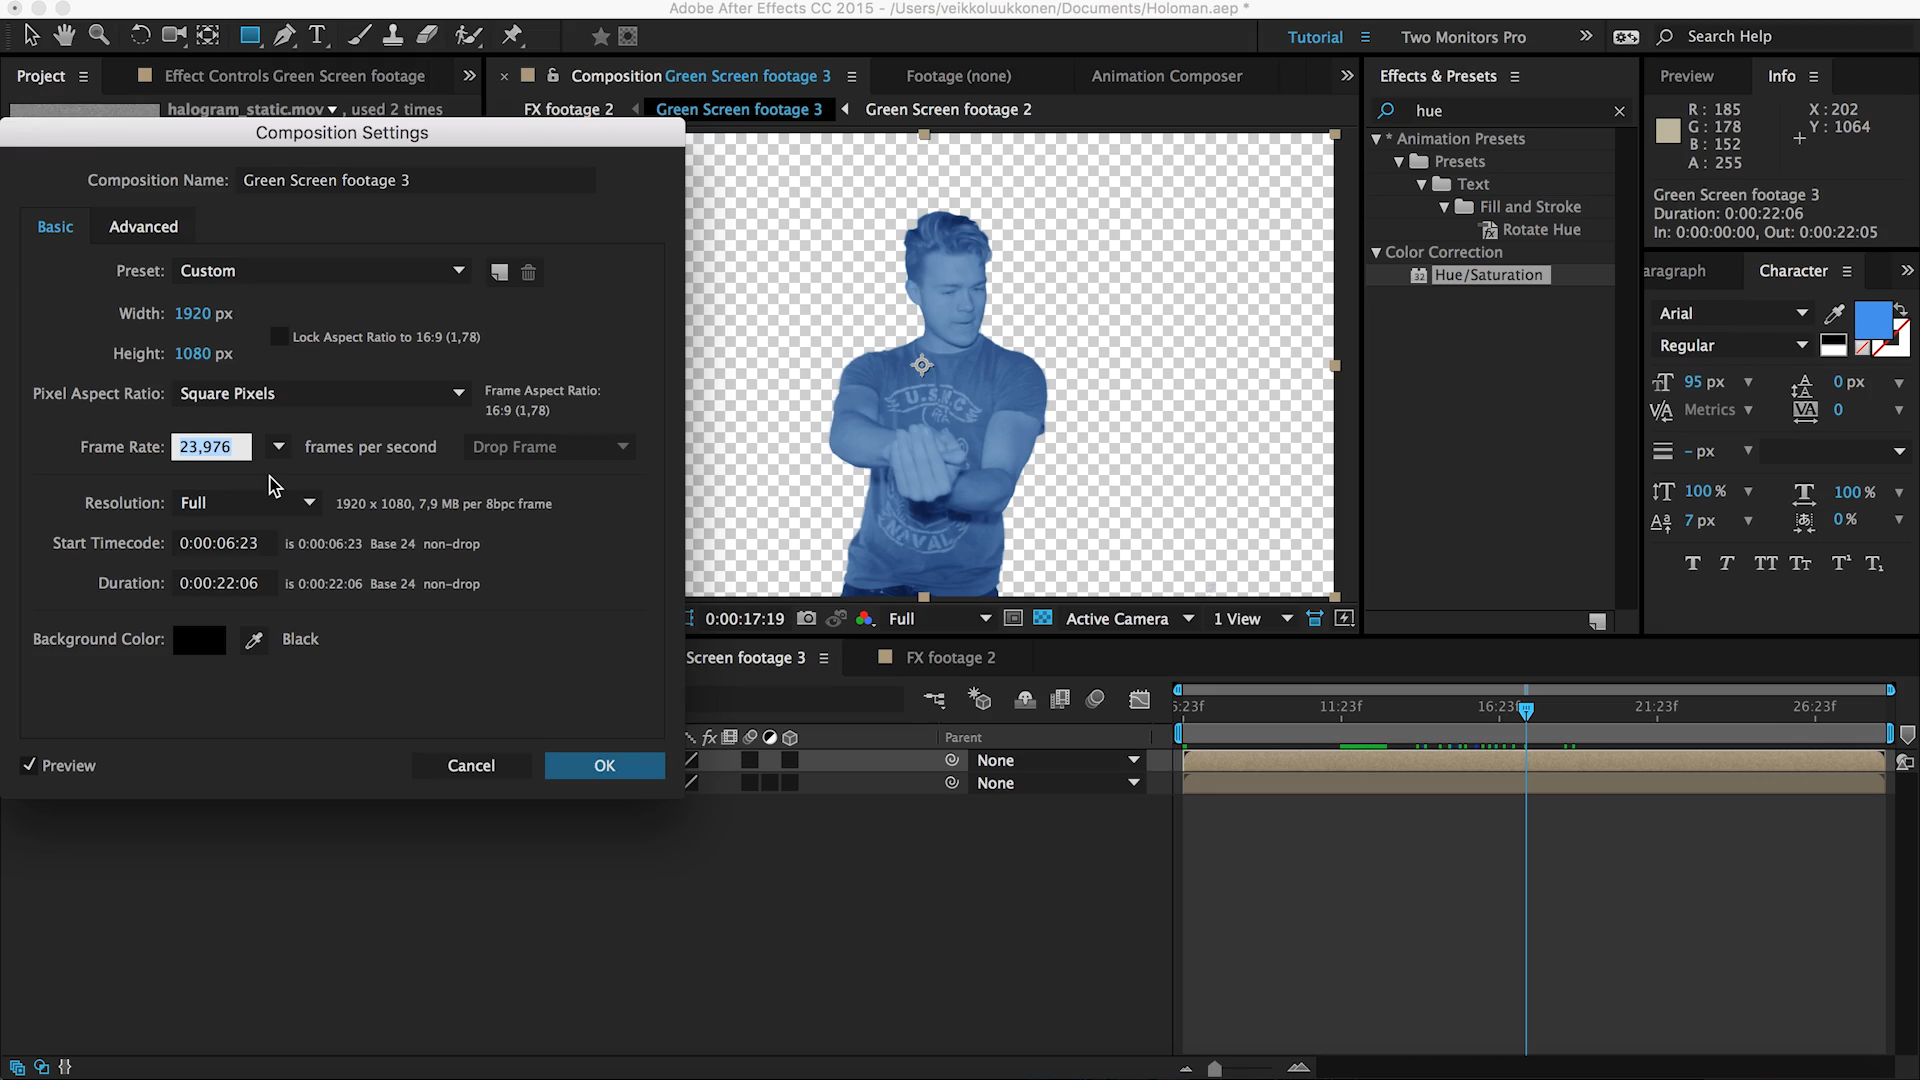 Adobe After Effects CC 2015 - /Users/veikkoluukkonen/Documents/Holoman.aep *
Tutorial
Two Monitors Pro
Search Help
Project
Effect Controls Green Screen footage
Composition Green Screen footage 3
Footage (none)
Animation Composer
Effects & Presets
Preview
Info
halogram_static.mov , used 2 times
FX footage 2
Green Screen footage 3
Green Screen footage 2
hue
R: 185
G: 178
B: 152
A: 255
X: 202
Y: 1064
Green Screen footage 3
Duration: 0:00:22:06
In: 0:00:00:00, Out: 0:00:22:05
* Animation Presets
Presets
Text
Fill and Stroke
Rotate Hue
Color Correction
32 Hue/Saturation
Composition Settings
Composition Name: Green Screen footage 3
Basic
Advanced
Preset: Custom
Width: 1920 px
Lock Aspect Ratio to 16:9 (1,78)
Height: 1080 px
Pixel Aspect Ratio: Square Pixels
Frame Aspect Ratio:
16:9 (1,78)
Frame Rate: 23,976 frames per second Drop Frame
Resolution: Full 1920 x 1080, 7,9 MB per 8bpc frame
Start Timecode: 0:00:06:23 is 0:00:06:23 Base 24 non-drop
Duration: 0:00:22:06 is 0:00:22:06 Base 24 non-drop
Background Color: Black
Preview
Cancel
OK
U.S.N.C
NAVAL
aragraph
Character
Arial
Regular
95 px
0 px
Metrics
0
- px
100 %
100 %
7 px
0 %
T T TT TT T¹ T₁
0:00:17:19
Full
Active Camera
1 View
Screen footage 3
FX footage 2
5:23f
11:23f
16:23f
21:23f
26:23f
fx
Parent
None
None